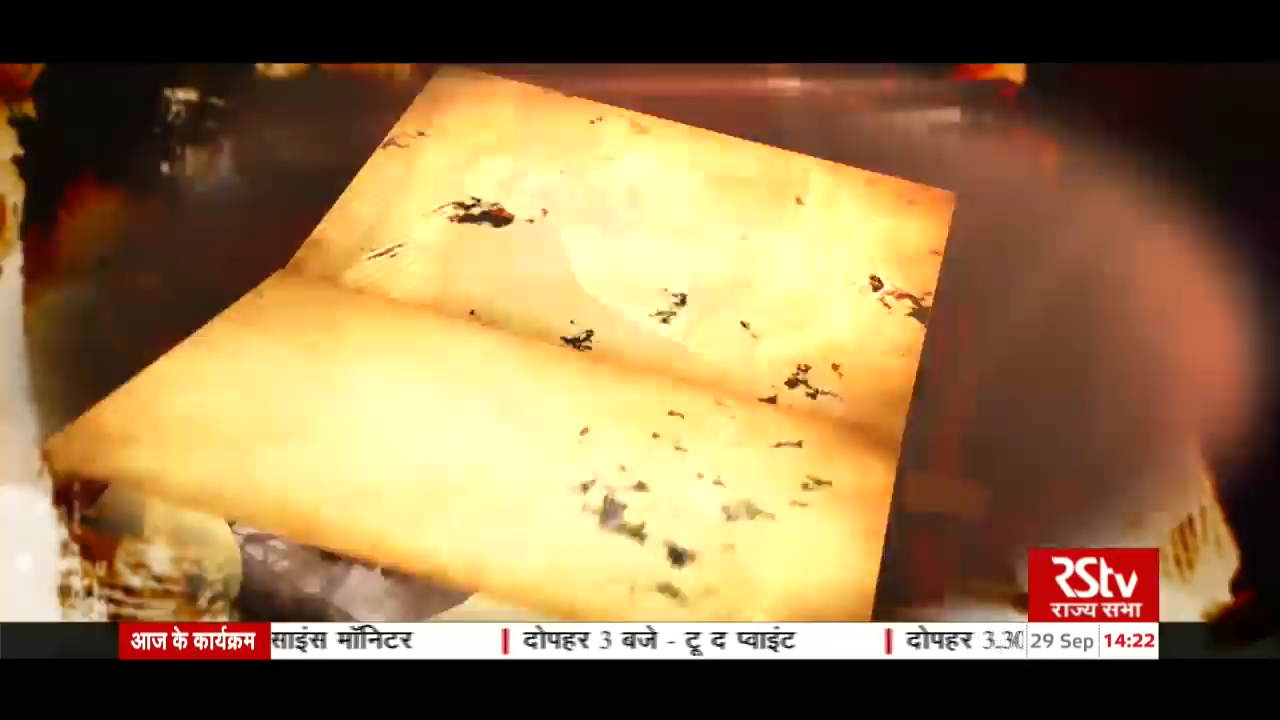 RStv
राज्य सभा
आज के कार्यक्रम
साइंस मॉनिटर | दोपहर 3 बजे - टू द प्वाइंट | दोपहर 3.30
29 Sep 14:22